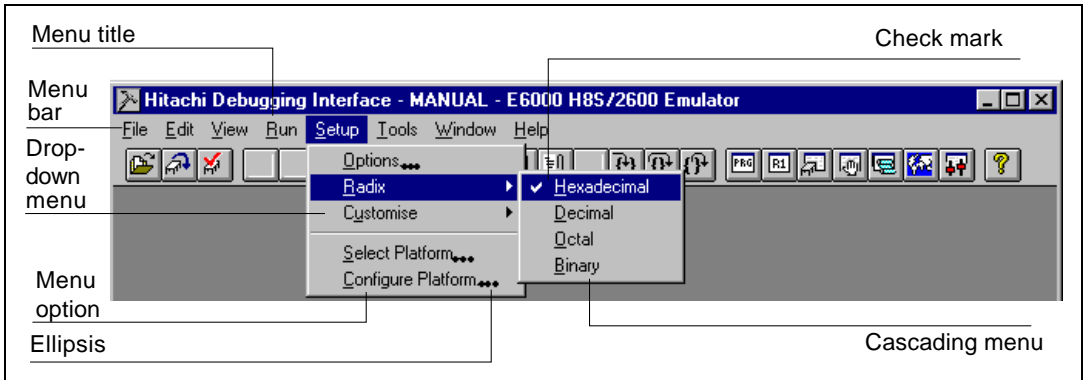 Menu title
Check mark
Menu
bar
Hitachi Debugging Interface - MANUAL - E6000 H8S/2600 Emulator
File Edit View Run Setup Tools Window Help
Drop-
down
menu
PRG R1
Options...
Radix
Customise
Select Platform...
Configure Platform...
Hexadecimal
Decimal
Octal
Binary
Menu
option
Ellipsis
Cascading menu